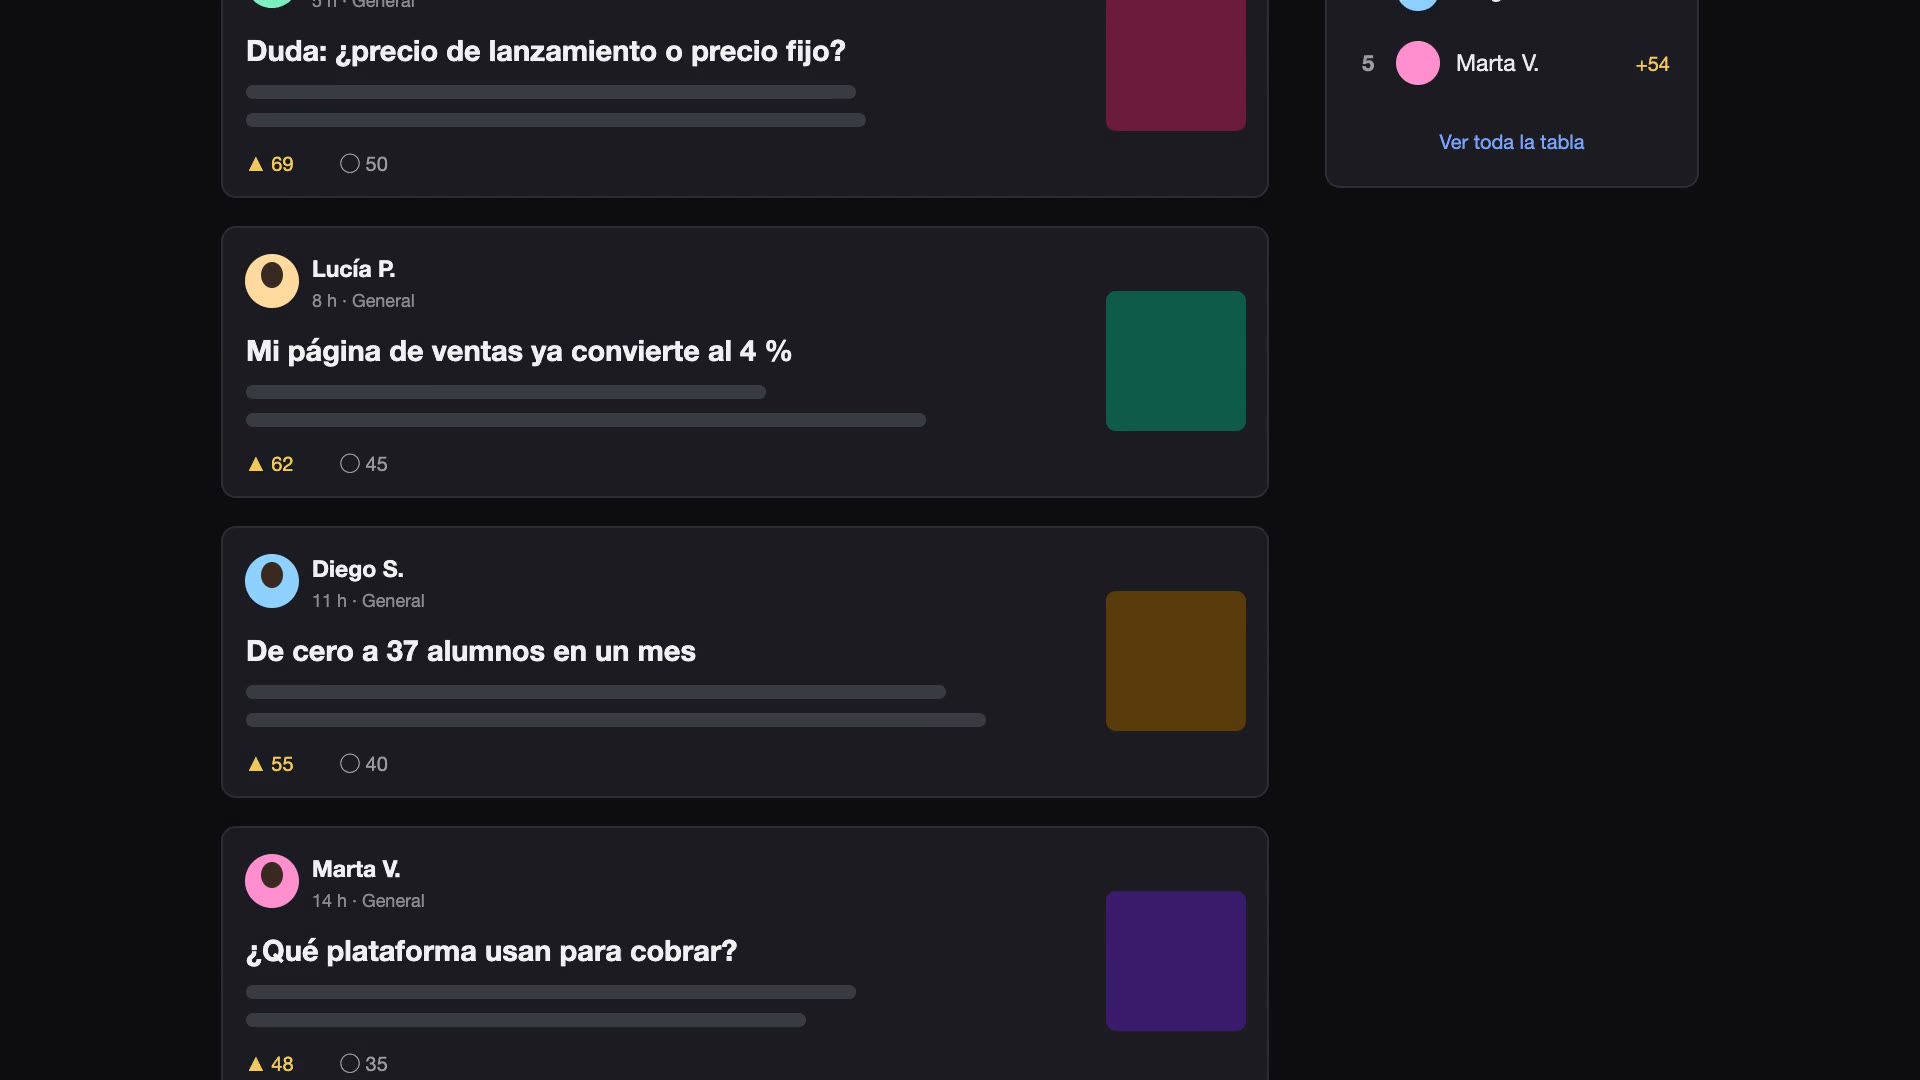 5 h · General
Duda: ¿precio de lanzamiento o precio fijo?
▲ 69 50
Lucía P.
8 h · General
Mi página de ventas ya convierte al 4 %
▲ 62 45
Diego S.
11 h · General
De cero a 37 alumnos en un mes
▲ 55 40
Marta V.
14 h · General
¿Qué plataforma usan para cobrar?
▲ 48 35
5 Marta V. +54
Ver toda la tabla